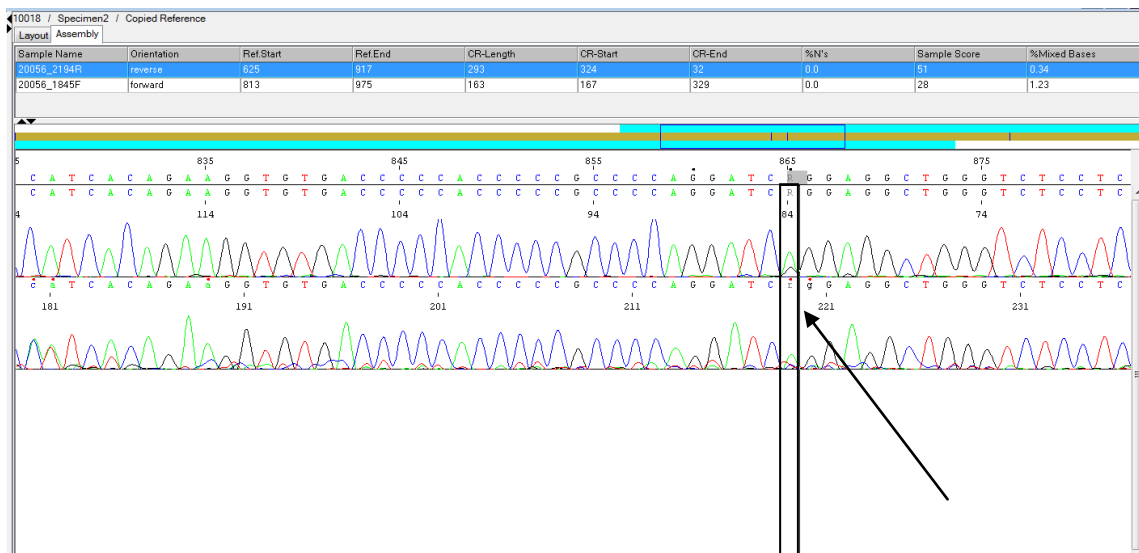 10018 / Specimen2 / Copied Reference
Layout Assembly
Sample Name Orientation Ref.Start Ref.End CR-Length CR-Start CR-End %N's Sample Score %Mixed Bases
20056_2194R reverse 625 917 293 324 32 0.0 51 0.34
20056_1845F forward 813 975 163 167 329 0.0 28 1.23
5 835 845 855 865 875
C A T C A C A G A A G G T G T G A C C C C C A C C C C C G C C C C A G G A T C R G G A G G C T G G G T C T C C T C
C A T C A C A G A A G G T G T G A C C C C C A C C C C C G C C C C A G G A T C R G G A G G C T G G G T C T C C T C
4 114 104 94 84 74
c a T C A C A G A a G G T G T G A C C C C C A C C C C C G C C C C A G G A T C r g G A G G C T G G G T C T C C T C
181 191 201 211 221 231